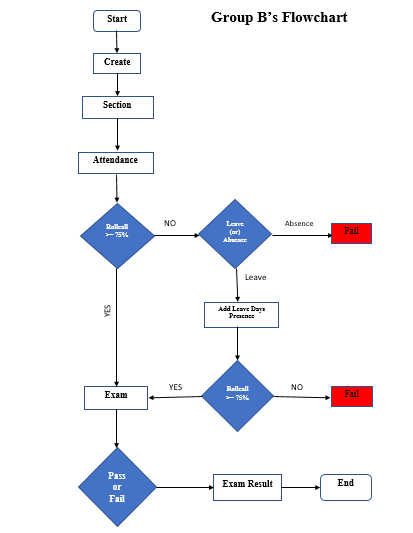 Start
Group B's Flowchart
Create
Section
Attendance
Rollcall
>= 75%
NO
Leave
(or)
Absence
Absence
Fail
Leave
Add Leave Days
Presence
YES
Exam
YES
Rollcall
>= 75%
NO
Fail
Pass
or
Fail
Exam Result
End